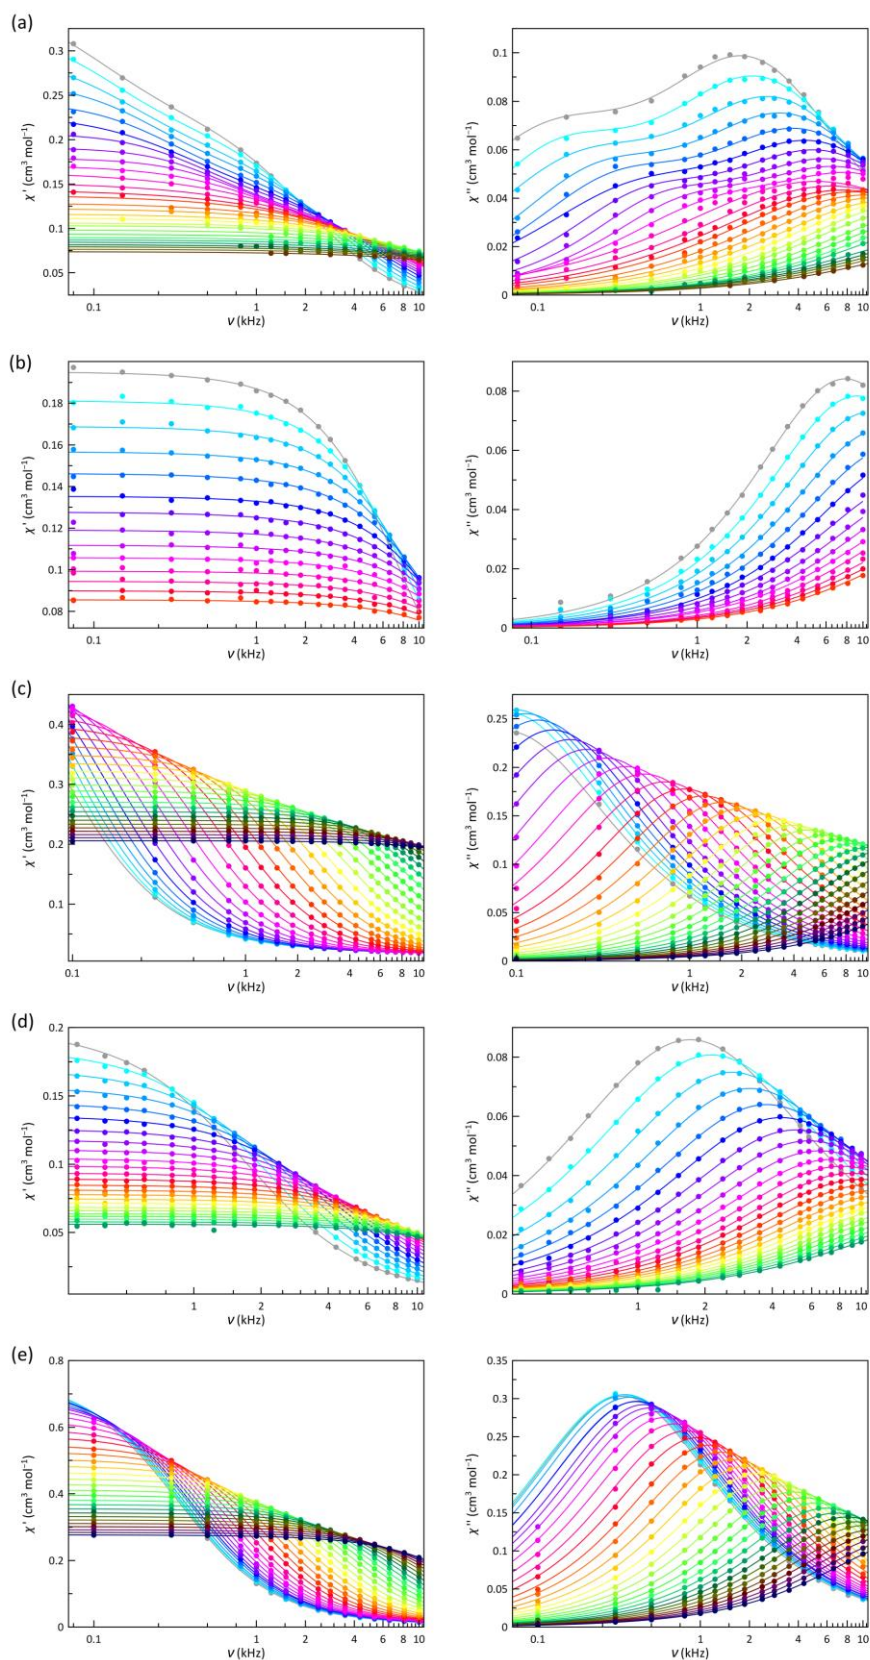 (a)
0.3
0.25
0.2
0.15
0.1
0.05
χ' (cm³ mol⁻¹)
0.1 1 2 4 6 8 10
ν (kHz)
0.1
0.08
0.06
0.04
0.02
0
χ'' (cm³ mol⁻¹)
0.1 1 2 4 6 8 10
ν (kHz)
(b)
0.18
0.16
0.14
0.12
0.1
0.08
χ' (cm³ mol⁻¹)
0.1 1 2 4 6 8 10
ν (kHz)
0.08
0.06
0.04
0.02
0
χ'' (cm³ mol⁻¹)
0.1 1 2 4 6 8 10
ν (kHz)
(c)
0.4
0.3
0.2
0.1
χ' (cm³ mol⁻¹)
0.1 1 2 4 6 8 10
ν (kHz)
0.25
0.2
0.15
0.1
0.05
0
χ'' (cm³ mol⁻¹)
0.1 1 2 4 6 8 10
ν (kHz)
(d)
0.2
0.15
0.1
0.05
χ' (cm³ mol⁻¹)
1 2 4 6 8 10
ν (kHz)
0.08
0.06
0.04
0.02
0
χ'' (cm³ mol⁻¹)
1 2 4 6 8 10
ν (kHz)
(e)
0.8
0.6
0.4
0.2
0
χ' (cm³ mol⁻¹)
0.1 1 2 4 6 8 10
ν (kHz)
0.35
0.3
0.25
0.2
0.15
0.1
0.05
0
χ'' (cm³ mol⁻¹)
0.1 1 2 4 6 8 10
ν (kHz)